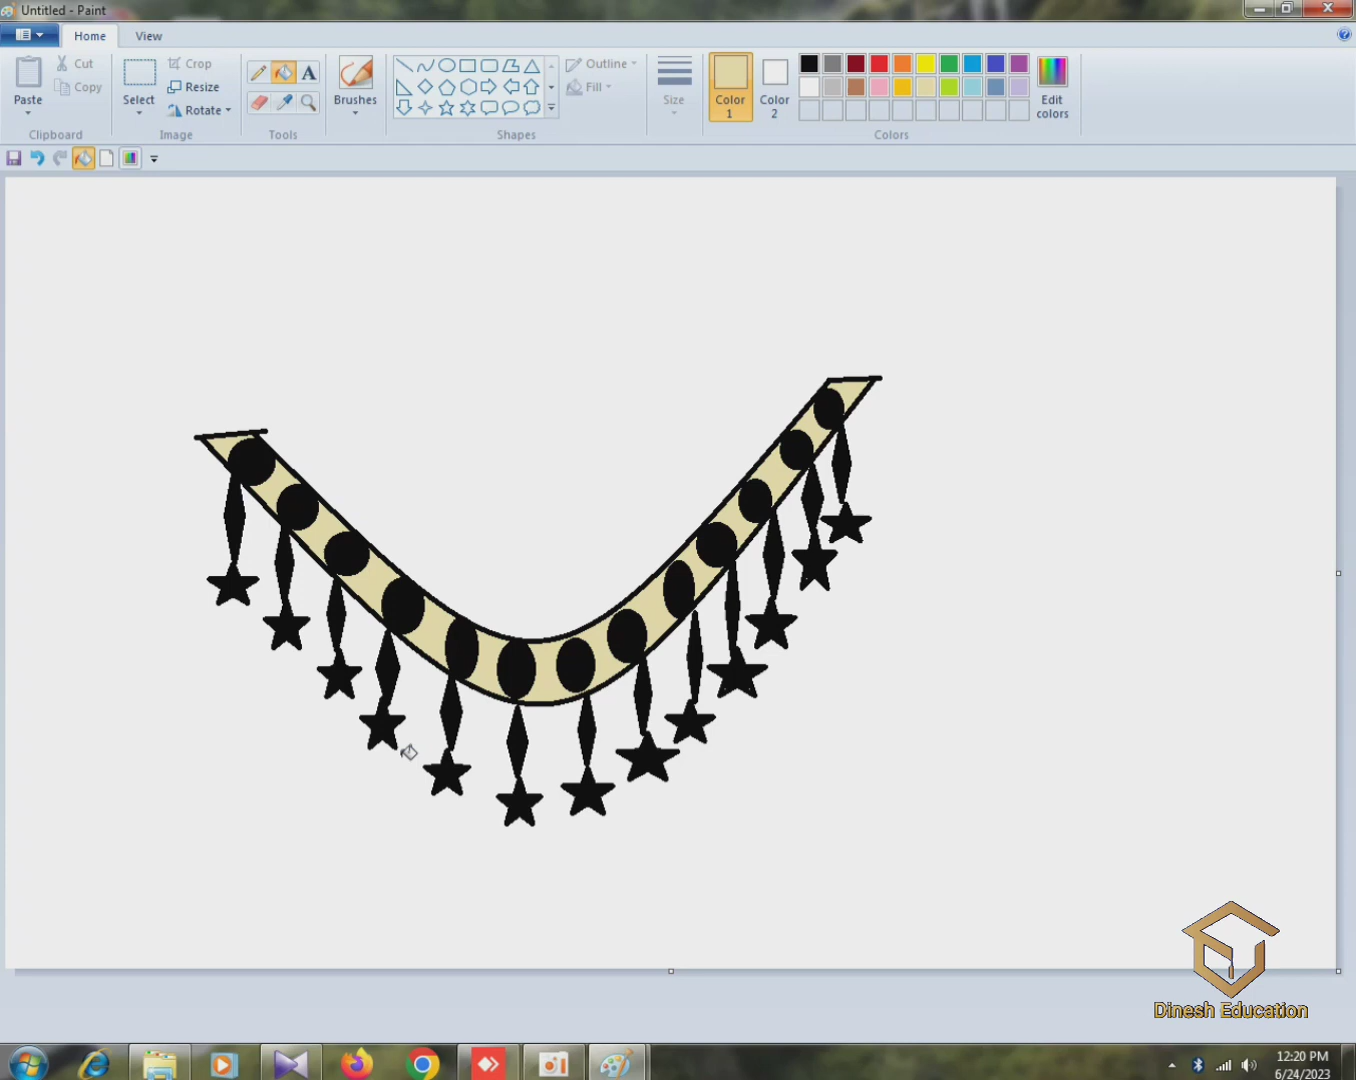 Untitled - Paint
Home View
Paste
Cut
Copy
Clipboard
Select
Crop
Resize
Rotate
Image
A
Tools
Brushes
Shapes
Outline
Fill
Size
Color 1
Color 2
Edit colors
Colors
Dinesh Education
12:20 PM
6/24/2023